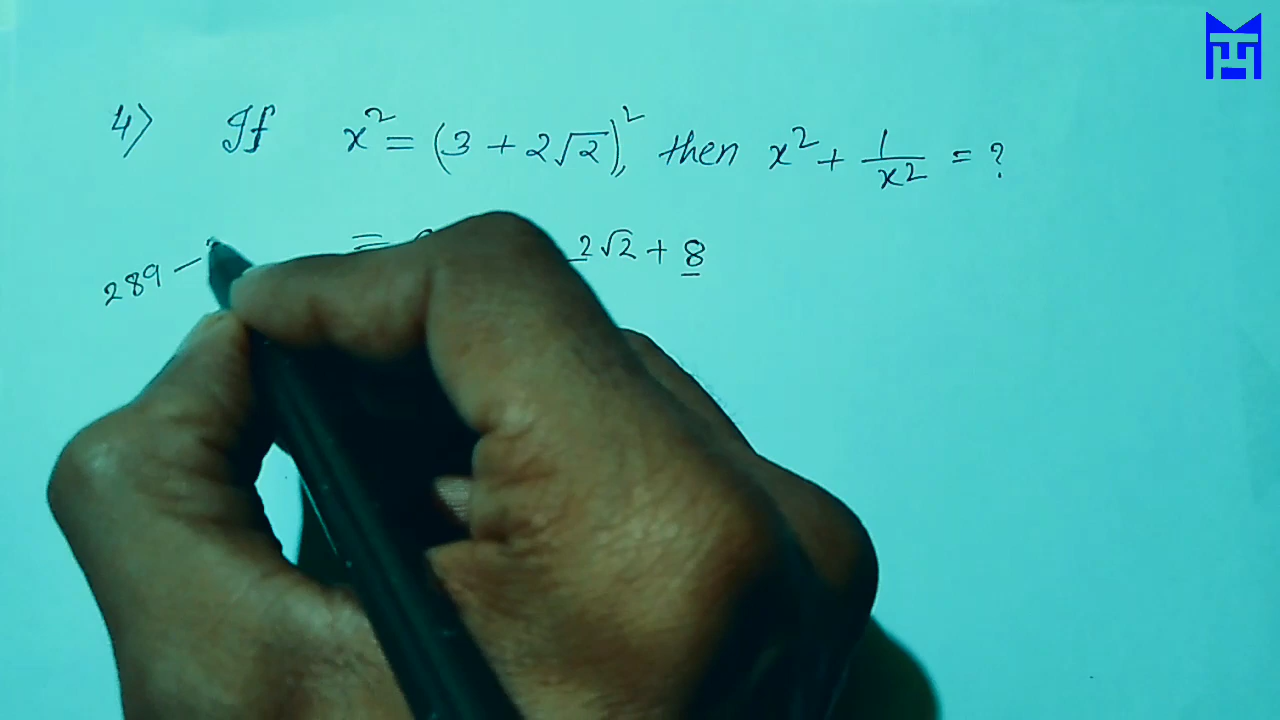 4) If x² = (3 + 2√2)², then x² + 1/x² = ?
= 2√2 + 8
289 –